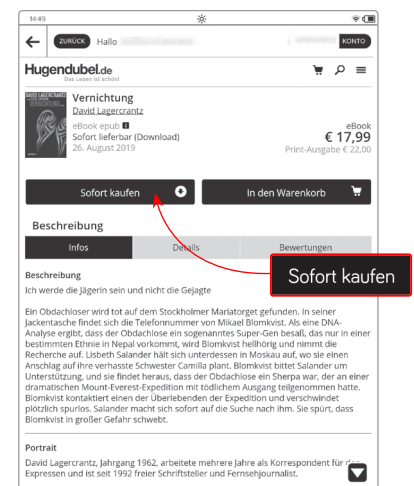 14:49
ZURÜCK Hallo
KONTO
Hugendubel.de
Das Lesen ist schön!
DAVID LAGERCRANTZ
VERNICHTUNG
Vernichtung
David Lagercrantz
eBook epub
Sofort lieferbar (Download)
26. August 2019
eBook
€ 17,99
Print-Ausgabe € 22,00
Sofort kaufen
In den Warenkorb
Beschreibung
Infos Details Bewertungen
Sofort kaufen
Beschreibung
Ich werde die Jägerin sein und nicht die Gejagte
Ein Obdachloser wird tot auf dem Stockholmer Mariatorget gefunden. In seiner
Jackentasche findet sich die Telefonnummer von Mikael Blomkvist. Als eine DNA-
Analyse ergibt, dass der Obdachlose ein sogenanntes Super-Gen besaß, das nur in einer
bestimmten Ethnie in Nepal vorkommt, wird Blomkvist hellhörig und nimmt die
Recherche auf. Lisbeth Salander hält sich unterdessen in Moskau auf, wo sie einen
Anschlag auf ihre verhasste Schwester Camilla plant. Blomkvist bittet Salander um
Unterstützung, und sie findet heraus, dass der Obdachlose ein Sherpa war, der an einer
dramatischen Mount-Everest-Expedition mit tödlichem Ausgang teilgenommen hatte.
Blomkvist kontaktiert einen der Überlebenden der Expedition und verschwindet
plötzlich spurlos. Salander macht sich sofort auf die Suche nach ihm. Sie spürt, dass
Blomkvist in großer Gefahr schwebt.
Portrait
David Lagercrantz, Jahrgang 1962, arbeitete mehrere Jahre als Korrespondent für
Expressen und ist seit 1992 freier Schriftsteller und Fernsehjournalist.